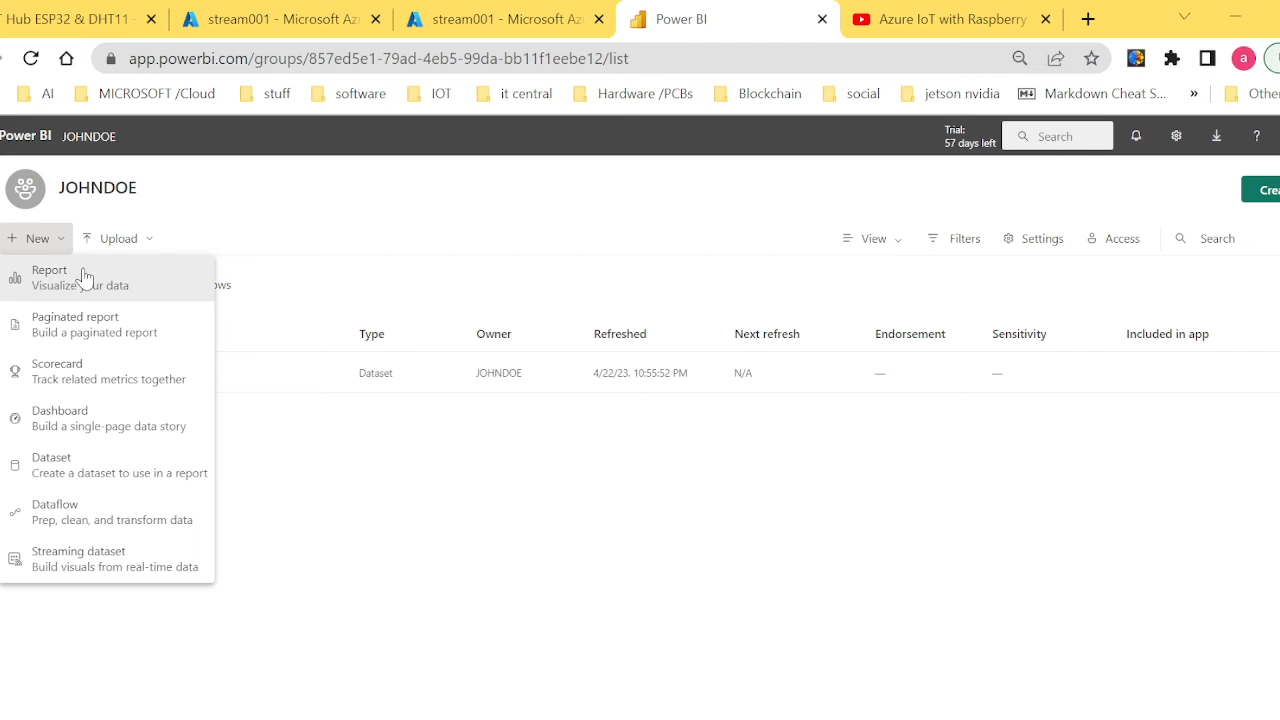 Hub ESP32 & DHT11 -
stream001 - Microsoft Az
stream001 - Microsoft Az
Power BI
Azure IoT with Raspberry
app.powerbi.com/groups/857ed5e1-79ad-4eb5-99da-bb11f1eebe12/list
a
AI
MICROSOFT /Cloud
stuff
software
IOT
it central
Hardware /PCBs
Blockchain
social
jetson nvidia
Markdown Cheat S...
»
Othe
Power BI JOHNDOE
Trial:
57 days left
Search
?
JOHNDOE
Crea
+ New
Upload
View
Filters
Settings
Access
Search
Report
Visualize your data
ows
Paginated report
Build a paginated report
Scorecard
Track related metrics together
Dashboard
Build a single-page data story
Dataset
Create a dataset to use in a report
Dataflow
Prep, clean, and transform data
Streaming dataset
Build visuals from real-time data
Type Owner Refreshed Next refresh Endorsement Sensitivity Included in app
Dataset JOHNDOE 4/22/23, 10:55:52 PM N/A — —